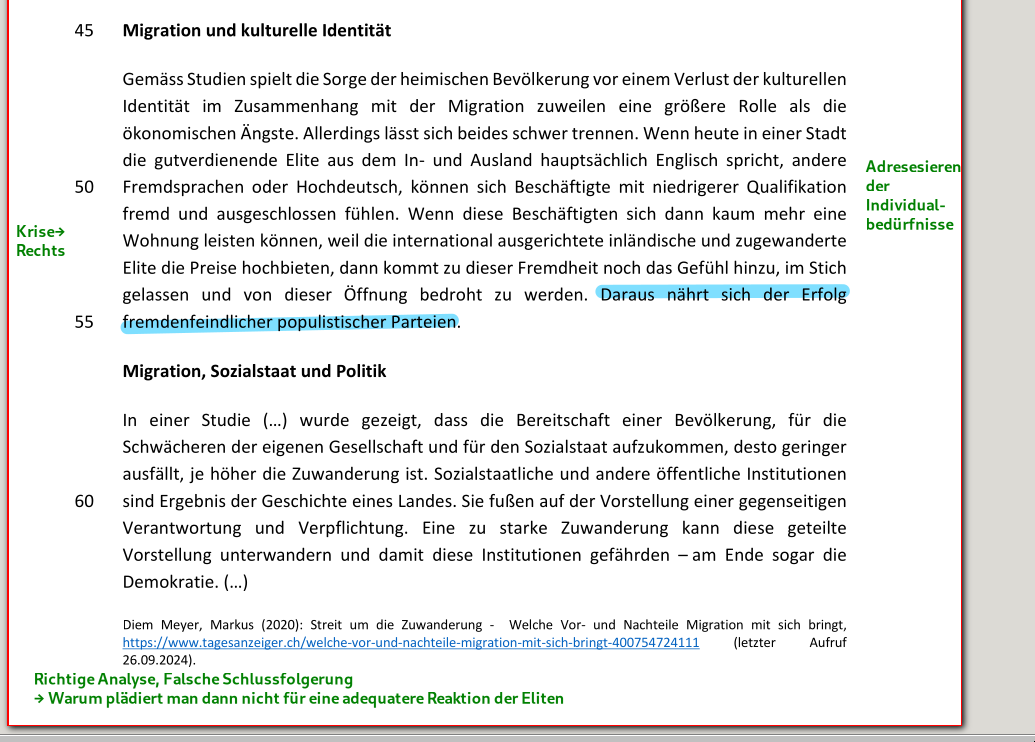 45 Migration und kulturelle Identität
Gemäss Studien spielt die Sorge der heimischen Bevölkerung vor einem Verlust der kulturellen
Identität im Zusammenhang mit der Migration zuweilen eine größere Rolle als die
ökonomischen Ängste. Allerdings lässt sich beides schwer trennen. Wenn heute in einer Stadt
die gutverdienende Elite aus dem In- und Ausland hauptsächlich Englisch spricht, andere
50 Fremdsprachen oder Hochdeutsch, können sich Beschäftigte mit niedrigerer Qualifikation
fremd und ausgeschlossen fühlen. Wenn diese Beschäftigten sich dann kaum mehr eine
Wohnung leisten können, weil die international ausgerichtete inländische und zugewanderte
Elite die Preise hochbieten, dann kommt zu dieser Fremdheit noch das Gefühl hinzu, im Stich
gelassen und von dieser Öffnung bedroht zu werden. Daraus nährt sich der Erfolg
55 fremdenfeindlicher populistischer Parteien.
Adresesieren
der
Individual-
bedürfnisse
Krise→
Rechts
Migration, Sozialstaat und Politik
In einer Studie (…) wurde gezeigt, dass die Bereitschaft einer Bevölkerung, für die
Schwächeren der eigenen Gesellschaft und für den Sozialstaat aufzukommen, desto geringer
ausfällt, je höher die Zuwanderung ist. Sozialstaatliche und andere öffentliche Institutionen
60 sind Ergebnis der Geschichte eines Landes. Sie fußen auf der Vorstellung einer gegenseitigen
Verantwortung und Verpflichtung. Eine zu starke Zuwanderung kann diese geteilte
Vorstellung unterwandern und damit diese Institutionen gefährden – am Ende sogar die
Demokratie. (…)
Diem Meyer, Markus (2020): Streit um die Zuwanderung - Welche Vor- und Nachteile Migration mit sich bringt,
https://www.tagesanzeiger.ch/welche-vor-und-nachteile-migration-mit-sich-bringt-400754724111 (letzter Aufruf
26.09.2024).
Richtige Analyse, Falsche Schlussfolgerung
→ Warum plädiert man dann nicht für eine adequatere Reaktion der Eliten